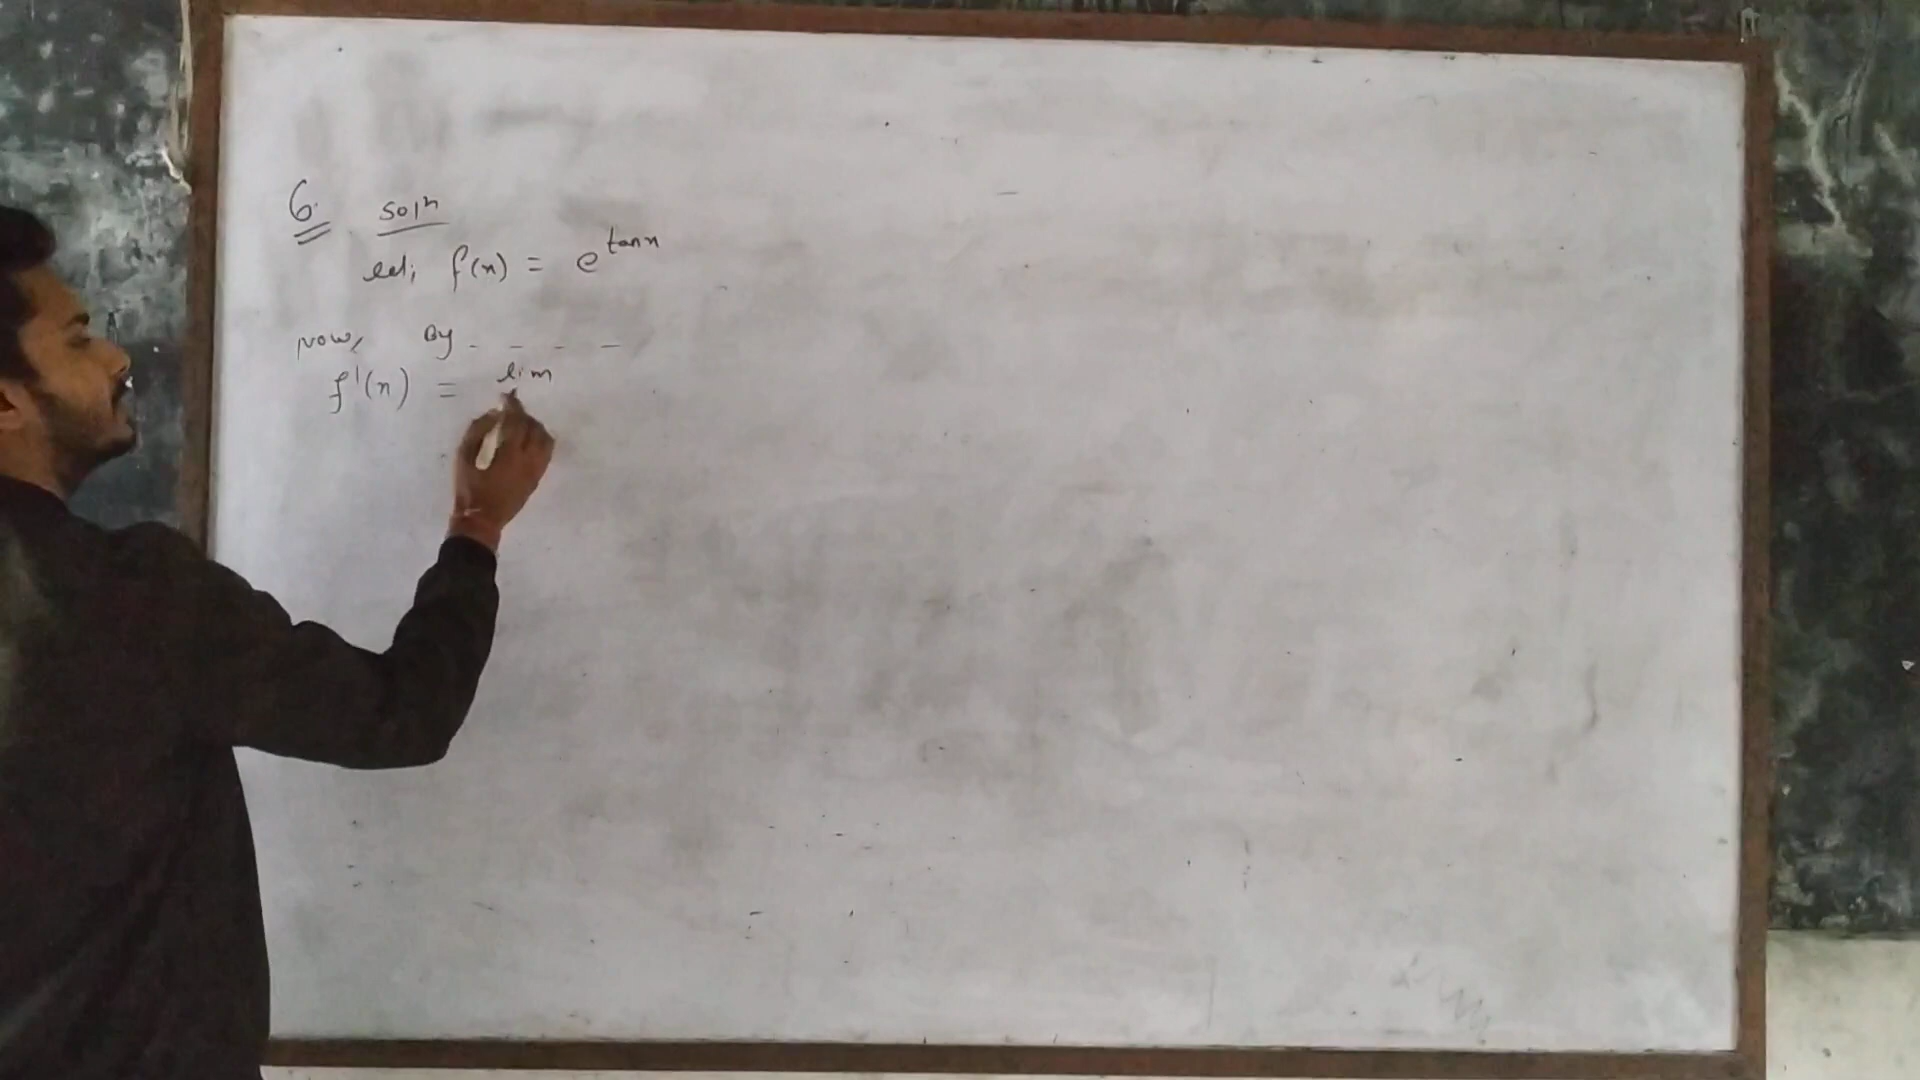 6. soln
let, f(x) = e^tanx
Now, By - - - -
f'(x) = lim